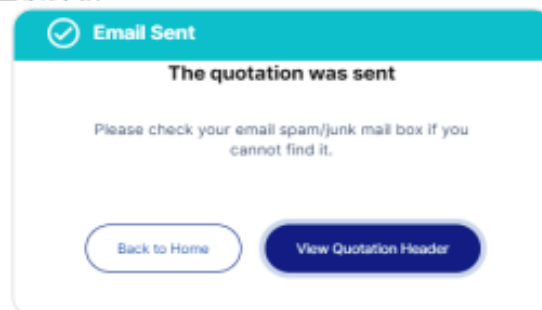 Email Sent
The quotation was sent
Please check your email spam/junk mail box if you
cannot find it.
Back to Home
View Quotation Header